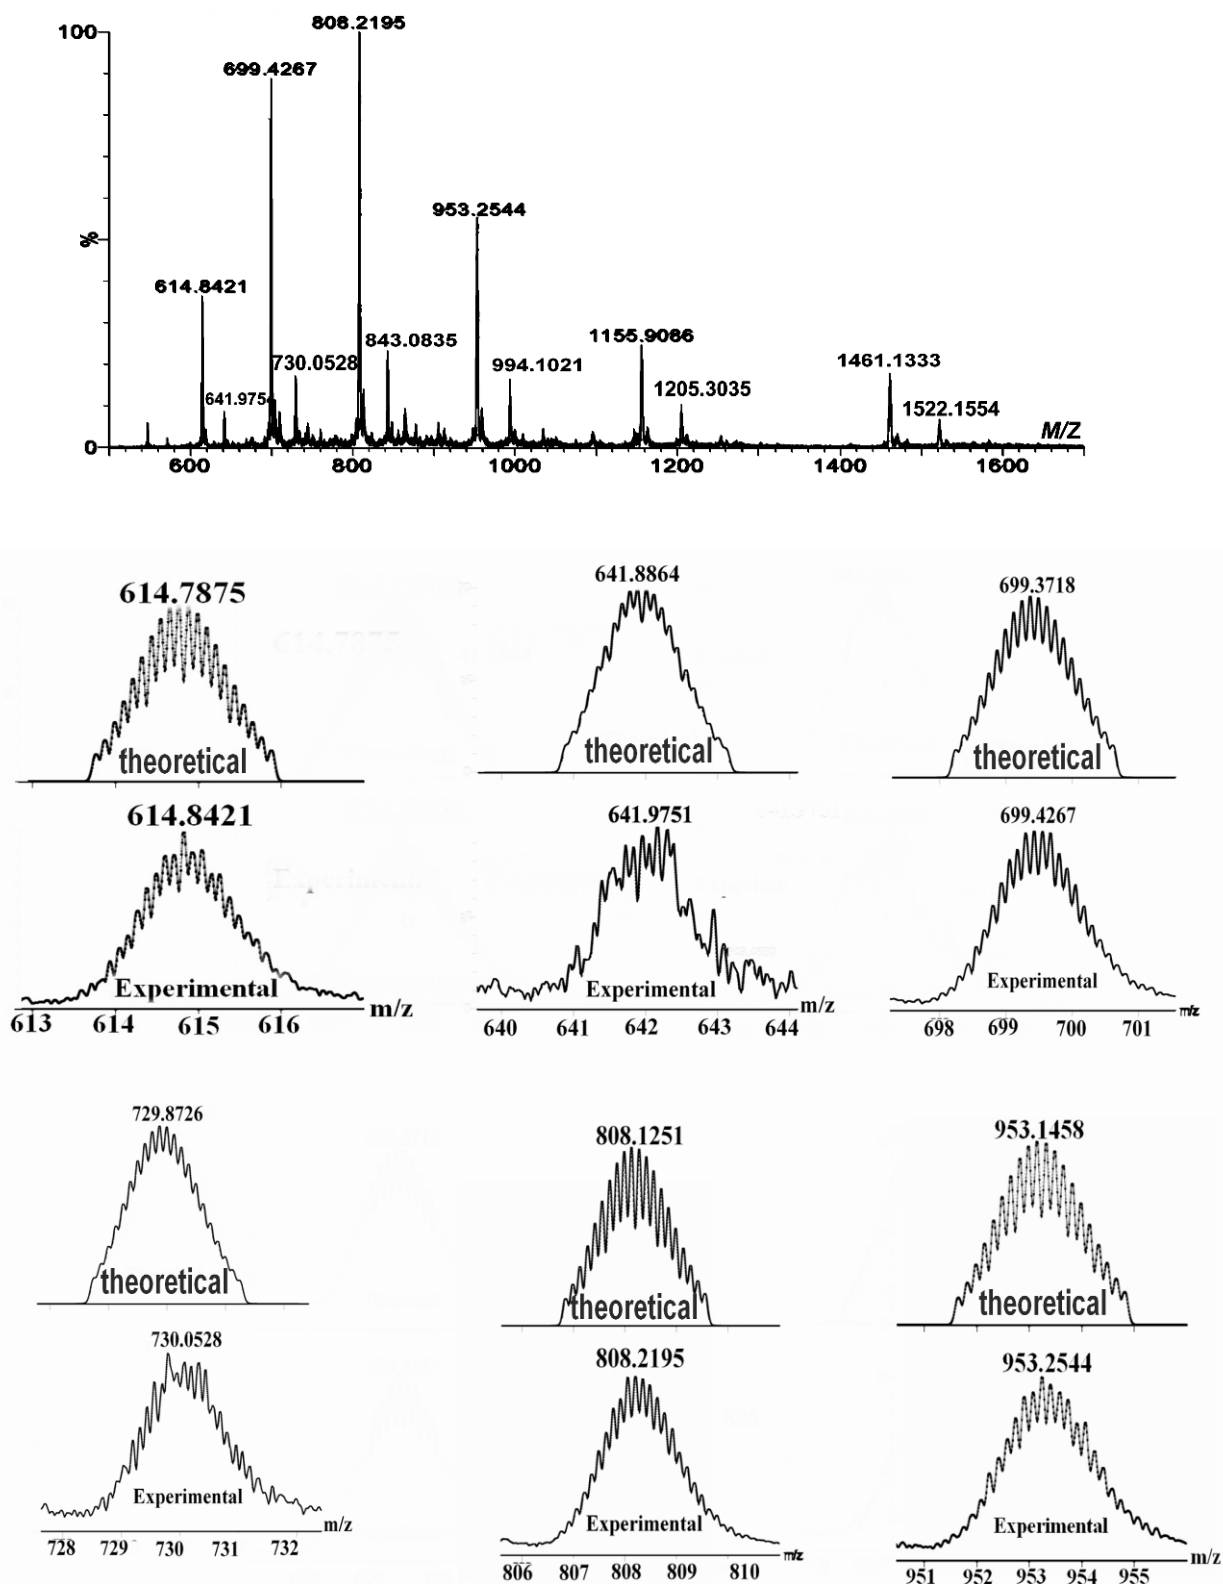 808.2195
100
699.4267
953.2544
%
614.8421
843.0835
1155.9086
730.0528
994.1021
1461.1333
641.975
1205.3035
1522.1554
M/Z
0
600 800 1000 1200 1400 1600
614.7875 641.8864 699.3718
theoretical theoretical theoretical
614.8421 641.9751 699.4267
Experimental Experimental Experimental
m/z m/z m/z
613 614 615 616 640 641 642 643 644 698 699 700 701
729.8726 808.1251 953.1458
theoretical theoretical theoretical
730.0528 808.2195 953.2544
Experimental Experimental Experimental
m/z m/z m/z
728 729 730 731 732 806 807 808 809 810 951 952 953 954 955